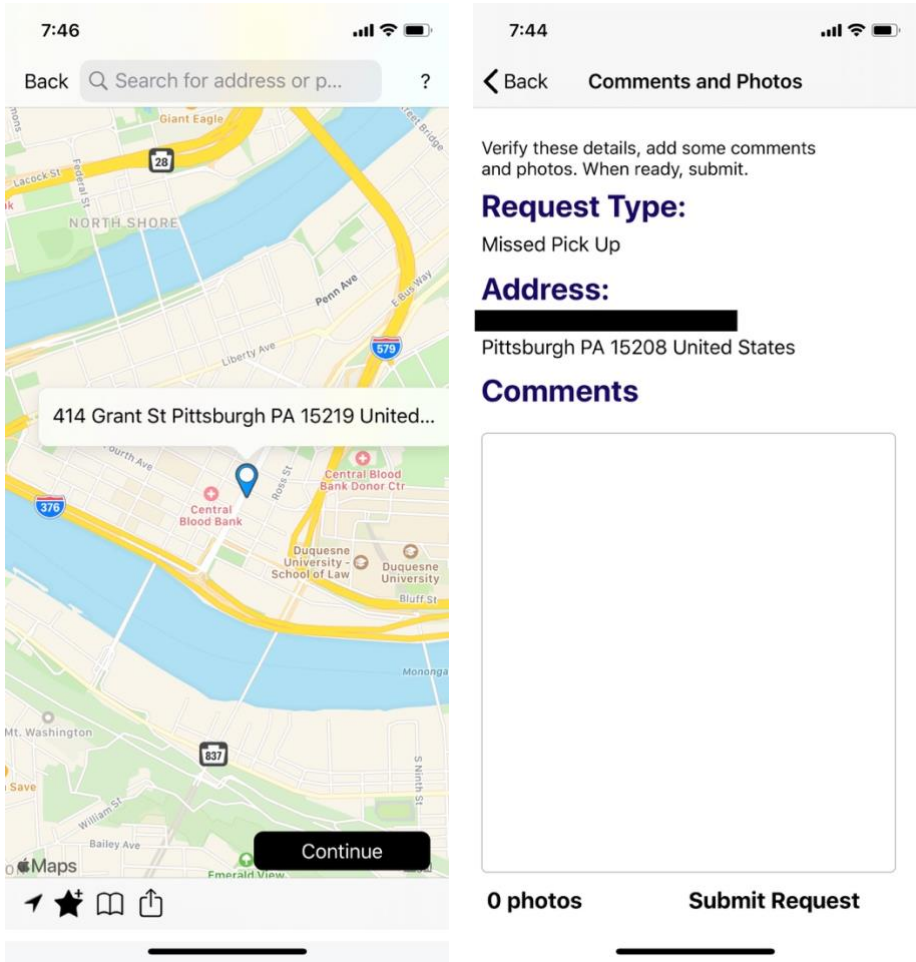 7:46
Back
Search for address or p...
?
Giant Eagle
28
Lacock St
Federal St
NORTH SHORE
Penn Ave
E Bus Way
Liberty Ave
579
414 Grant St Pittsburgh PA 15219 United...
Fourth Ave
Ross St
Central Blood
Bank Donor Ctr
376
Central
Blood Bank
Duquesne
University -
School of Law
Duquesne
University
Bluff St
Mononga
Mt. Washington
837
S Ninth St
Save
William St
Bailey Ave
Continue
Maps
Emerald View
7:44
Back
Comments and Photos
Verify these details, add some comments
and photos. When ready, submit.
Request Type:
Missed Pick Up
Address:
Pittsburgh PA 15208 United States
Comments
0 photos
Submit Request